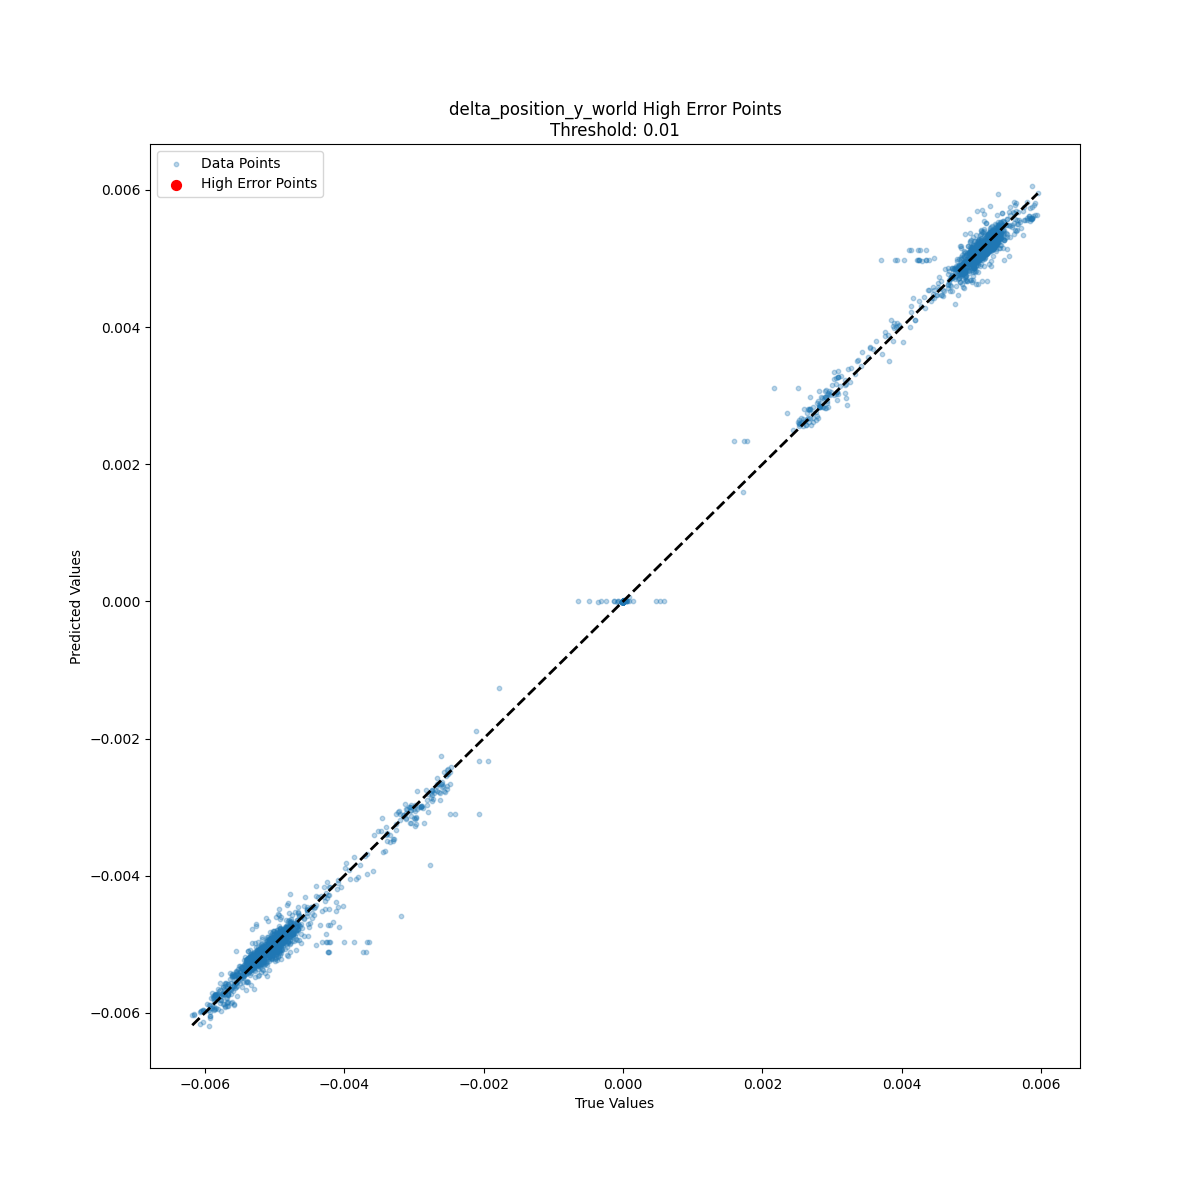 delta_position_y_world High Error Points
Threshold: 0.01
Data Points
High Error Points
0.006
0.004
0.002
0.000
−0.002
−0.004
−0.006
Predicted Values
−0.006
−0.004
−0.002
0.000
0.002
0.004
0.006
True Values